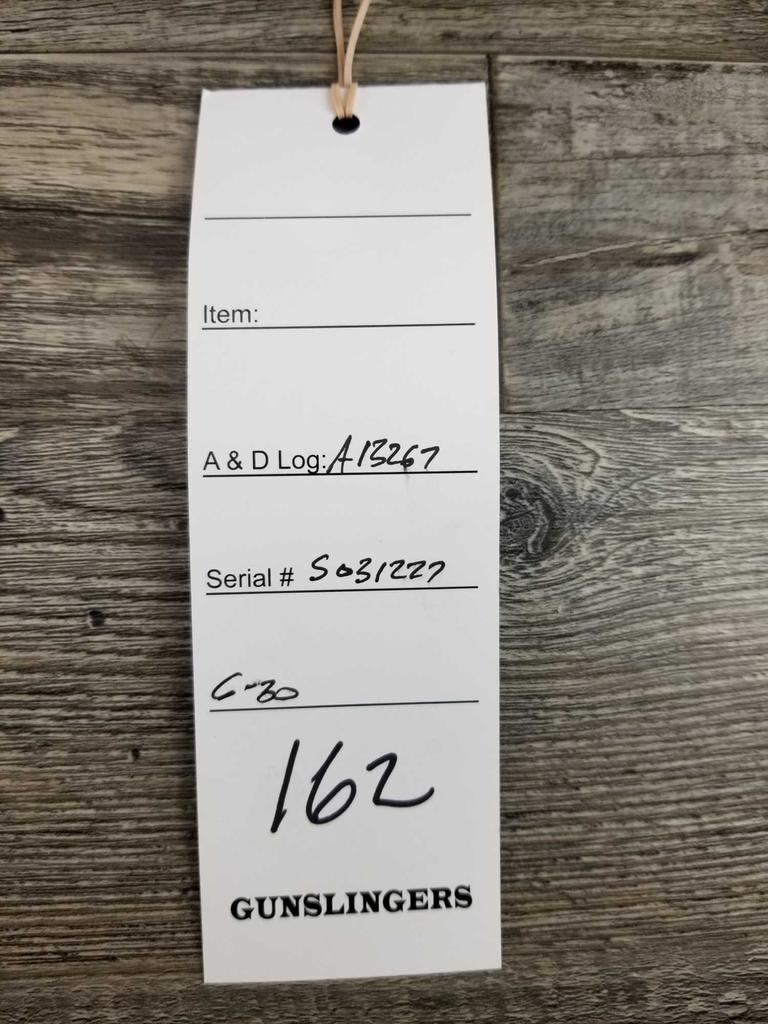 Item:
A & D Log: A13267
Serial # S031227
C-30
162
GUNSLINGERS